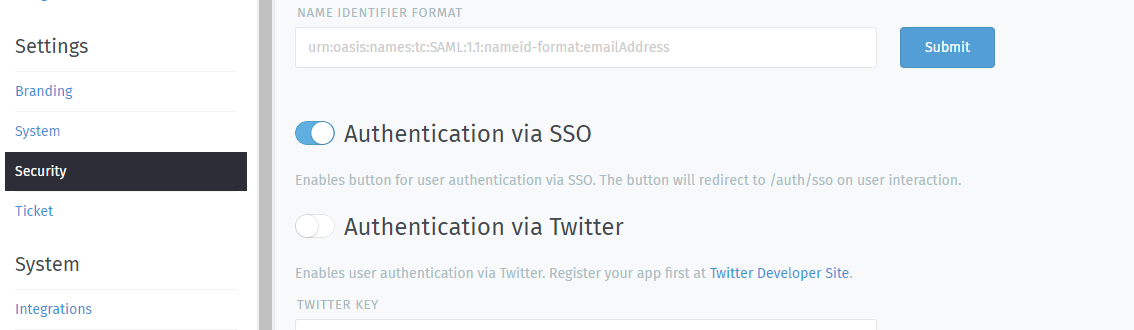 Settings
Branding
System
Security
Ticket
System
Integrations
NAME IDENTIFIER FORMAT
urn:oasis:names:tc:SAML:1.1:nameid-format:emailAddress
Submit
Authentication via SSO
Enables button for user authentication via SSO. The button will redirect to /auth/sso on user interaction.
Authentication via Twitter
Enables user authentication via Twitter. Register your app first at Twitter Developer Site.
TWITTER KEY